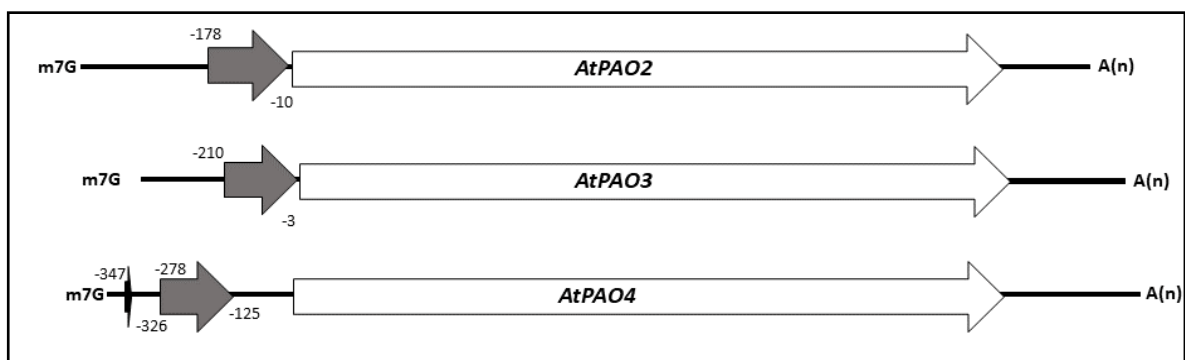 -178
m7G AtPAO2 A(n)
-10
-210
m7G AtPAO3 A(n)
-3
-347 -278
m7G AtPAO4 A(n)
-326 -125